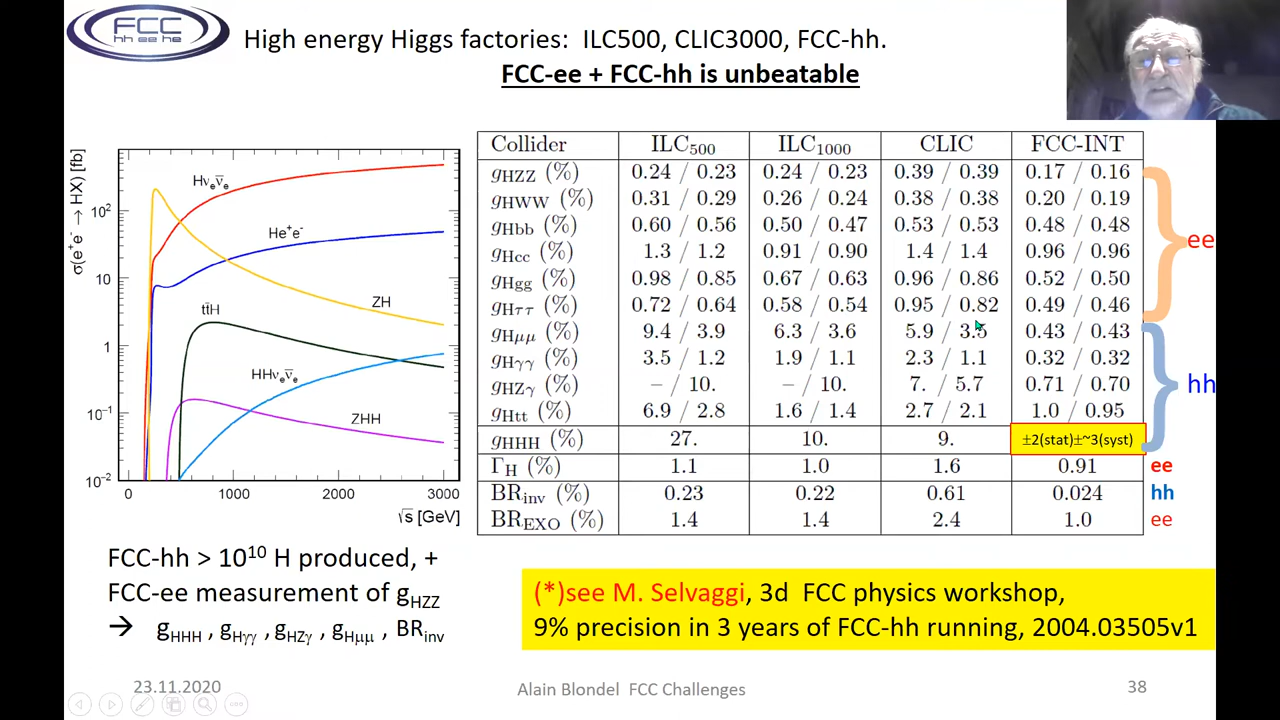 FCC
hh ee he
High energy Higgs factories: ILC500, CLIC3000, FCC-hh.
FCC-ee + FCC-hh is unbeatable
σ(e⁺e⁻ → HX) [fb]
10²
10
1
10⁻¹
10⁻²
Hνₑν̅ₑ
He⁺e⁻
ZH
tt̅H
HHνₑν̅ₑ
ZHH
0 1000 2000 3000
√s [GeV]
Collider ILC₅₀₀ ILC₁₀₀₀ CLIC FCC-INT
gHZZ (%) 0.24 / 0.23 0.24 / 0.23 0.39 / 0.39 0.17 / 0.16
gHWW (%) 0.31 / 0.29 0.26 / 0.24 0.38 / 0.38 0.20 / 0.19
gHbb (%) 0.60 / 0.56 0.50 / 0.47 0.53 / 0.53 0.48 / 0.48
gHcc (%) 1.3 / 1.2 0.91 / 0.90 1.4 / 1.4 0.96 / 0.96
gHgg (%) 0.98 / 0.85 0.67 / 0.63 0.96 / 0.86 0.52 / 0.50
gHττ (%) 0.72 / 0.64 0.58 / 0.54 0.95 / 0.82 0.49 / 0.46
gHμμ (%) 9.4 / 3.9 6.3 / 3.6 5.9 / 3.5 0.43 / 0.43
gHγγ (%) 3.5 / 1.2 1.9 / 1.1 2.3 / 1.1 0.32 / 0.32
gHZγ (%) – / 10. – / 10. 7. / 5.7 0.71 / 0.70
gHtt (%) 6.9 / 2.8 1.6 / 1.4 2.7 / 2.1 1.0 / 0.95
gHHH (%) 27. 10. 9. ±2(stat)±~3(syst)
ΓH (%) 1.1 1.0 1.6 0.91 ee
BRinv (%) 0.23 0.22 0.61 0.024 hh
BREXO (%) 1.4 1.4 2.4 1.0 ee
ee
hh
FCC-hh > 10¹⁰ H produced, +
FCC-ee measurement of gHZZ
→ gHHH , gHγγ , gHZγ , gHμμ , BRinv
(*)see M. Selvaggi, 3d FCC physics workshop,
9% precision in 3 years of FCC-hh running, 2004.03505v1
23.11.2020
Alain Blondel FCC Challenges
38